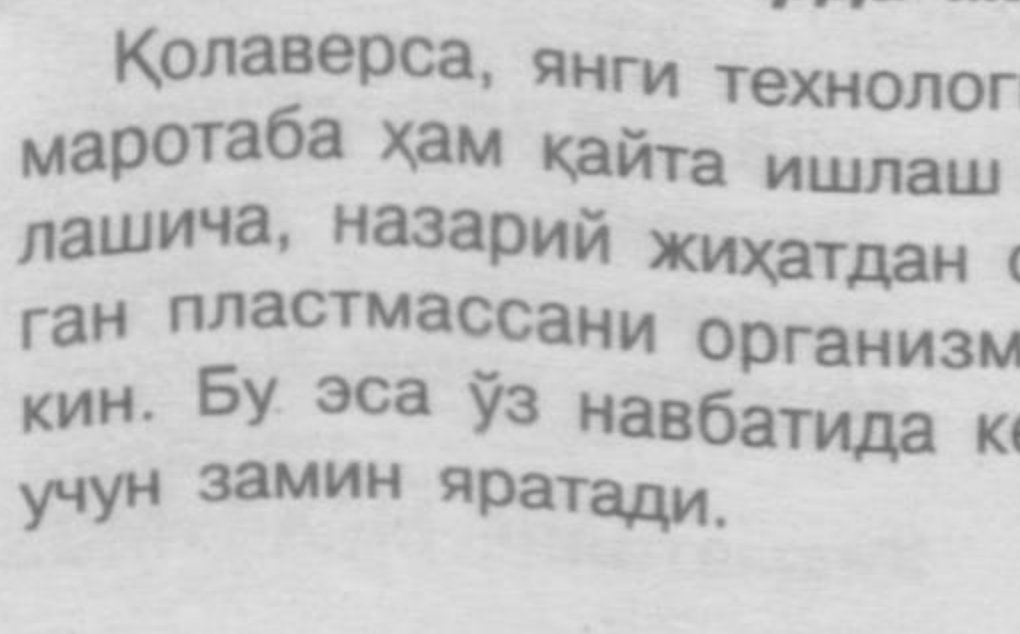 Қолаверса, янги технолог
маротаба ҳам қайта ишлаш
лашича, назарий жиҳатдан
ган пластмассани организм
кин. Бу эса ўз навбатида
учун замин яратади.